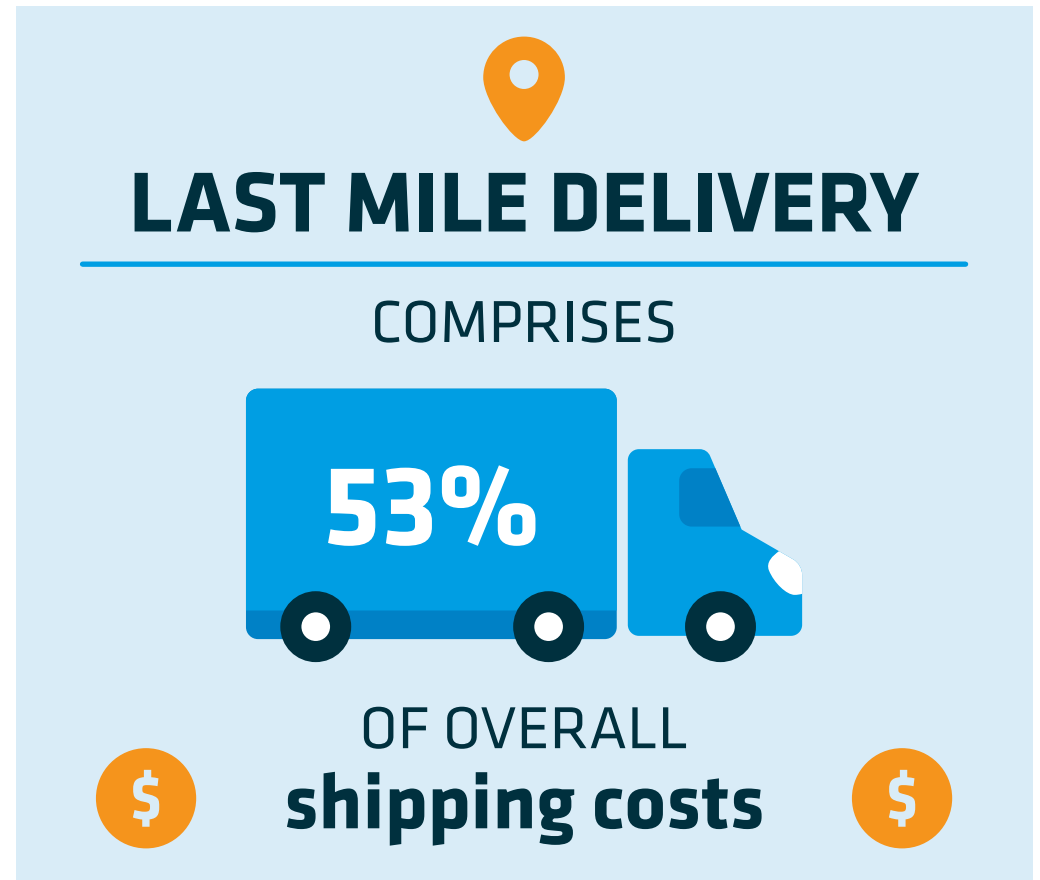 LAST MILE DELIVERY
COMPRISES
53%
OF OVERALL
shipping costs
$ $